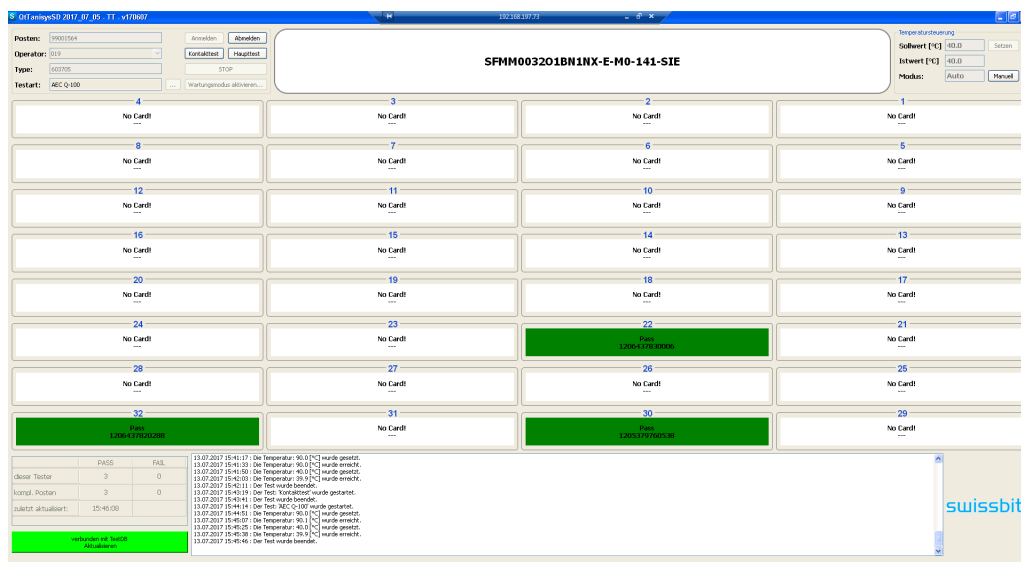 QtTanisysSD 2017_07_05 - TT - v170607
192.168.197.73
Posten: 99001564
Anmelden Abmelden
Operator: 019
Kontakttest Haupttest
Type: 603705
STOP
Testart: AEC Q-100 ... Wartungsmodus aktivieren...
SFMM0032O1BN1NX-E-M0-141-SIE
Temperatursteuerung
Sollwert [°C] 40.0 Setzen
Istwert [°C] 40.0
Modus: Auto Manuell
4 3 2 1
No Card! No Card! No Card! No Card!
--- --- --- ---
8 7 6 5
No Card! No Card! No Card! No Card!
--- --- --- ---
12 11 10 9
No Card! No Card! No Card! No Card!
--- --- --- ---
16 15 14 13
No Card! No Card! No Card! No Card!
--- --- --- ---
20 19 18 17
No Card! No Card! No Card! No Card!
--- --- --- ---
24 23 22 21
No Card! No Card! Pass No Card!
--- --- 1206437830006 ---
28 27 26 25
No Card! No Card! No Card! No Card!
--- --- --- ---
32 31 30 29
Pass No Card! Pass No Card!
1206437820288 --- 1205379760538 ---
PASS FAIL
dieser Tester 3 0
kompl. Posten 3 0
zuletzt aktualisert: 15:46:08
verbunden mit TestDB
Aktualisieren
13.07.2017 15:41:17 : Die Temperatur: 90.0 [°C] wurde gesetzt.
13.07.2017 15:41:33 : Die Temperatur: 90.0 [°C] wurde erreicht.
13.07.2017 15:41:50 : Die Temperatur: 40.0 [°C] wurde gesetzt.
13.07.2017 15:42:03 : Die Temperatur: 39.9 [°C] wurde erreicht.
13.07.2017 15:42:11 : Der Test wurde beendet.
13.07.2017 15:43:19 : Der Test: 'Kontakttest' wurde gestartet.
13.07.2017 15:43:41 : Der Test wurde beendet.
13.07.2017 15:44:14 : Der Test: 'AEC Q-100' wurde gestartet.
13.07.2017 15:44:51 : Die Temperatur: 90.0 [°C] wurde gesetzt.
13.07.2017 15:45:07 : Die Temperatur: 90.1 [°C] wurde erreicht.
13.07.2017 15:45:25 : Die Temperatur: 40.0 [°C] wurde gesetzt.
13.07.2017 15:45:38 : Die Temperatur: 39.9 [°C] wurde erreicht.
13.07.2017 15:45:46 : Der Test wurde beendet.
swissbit